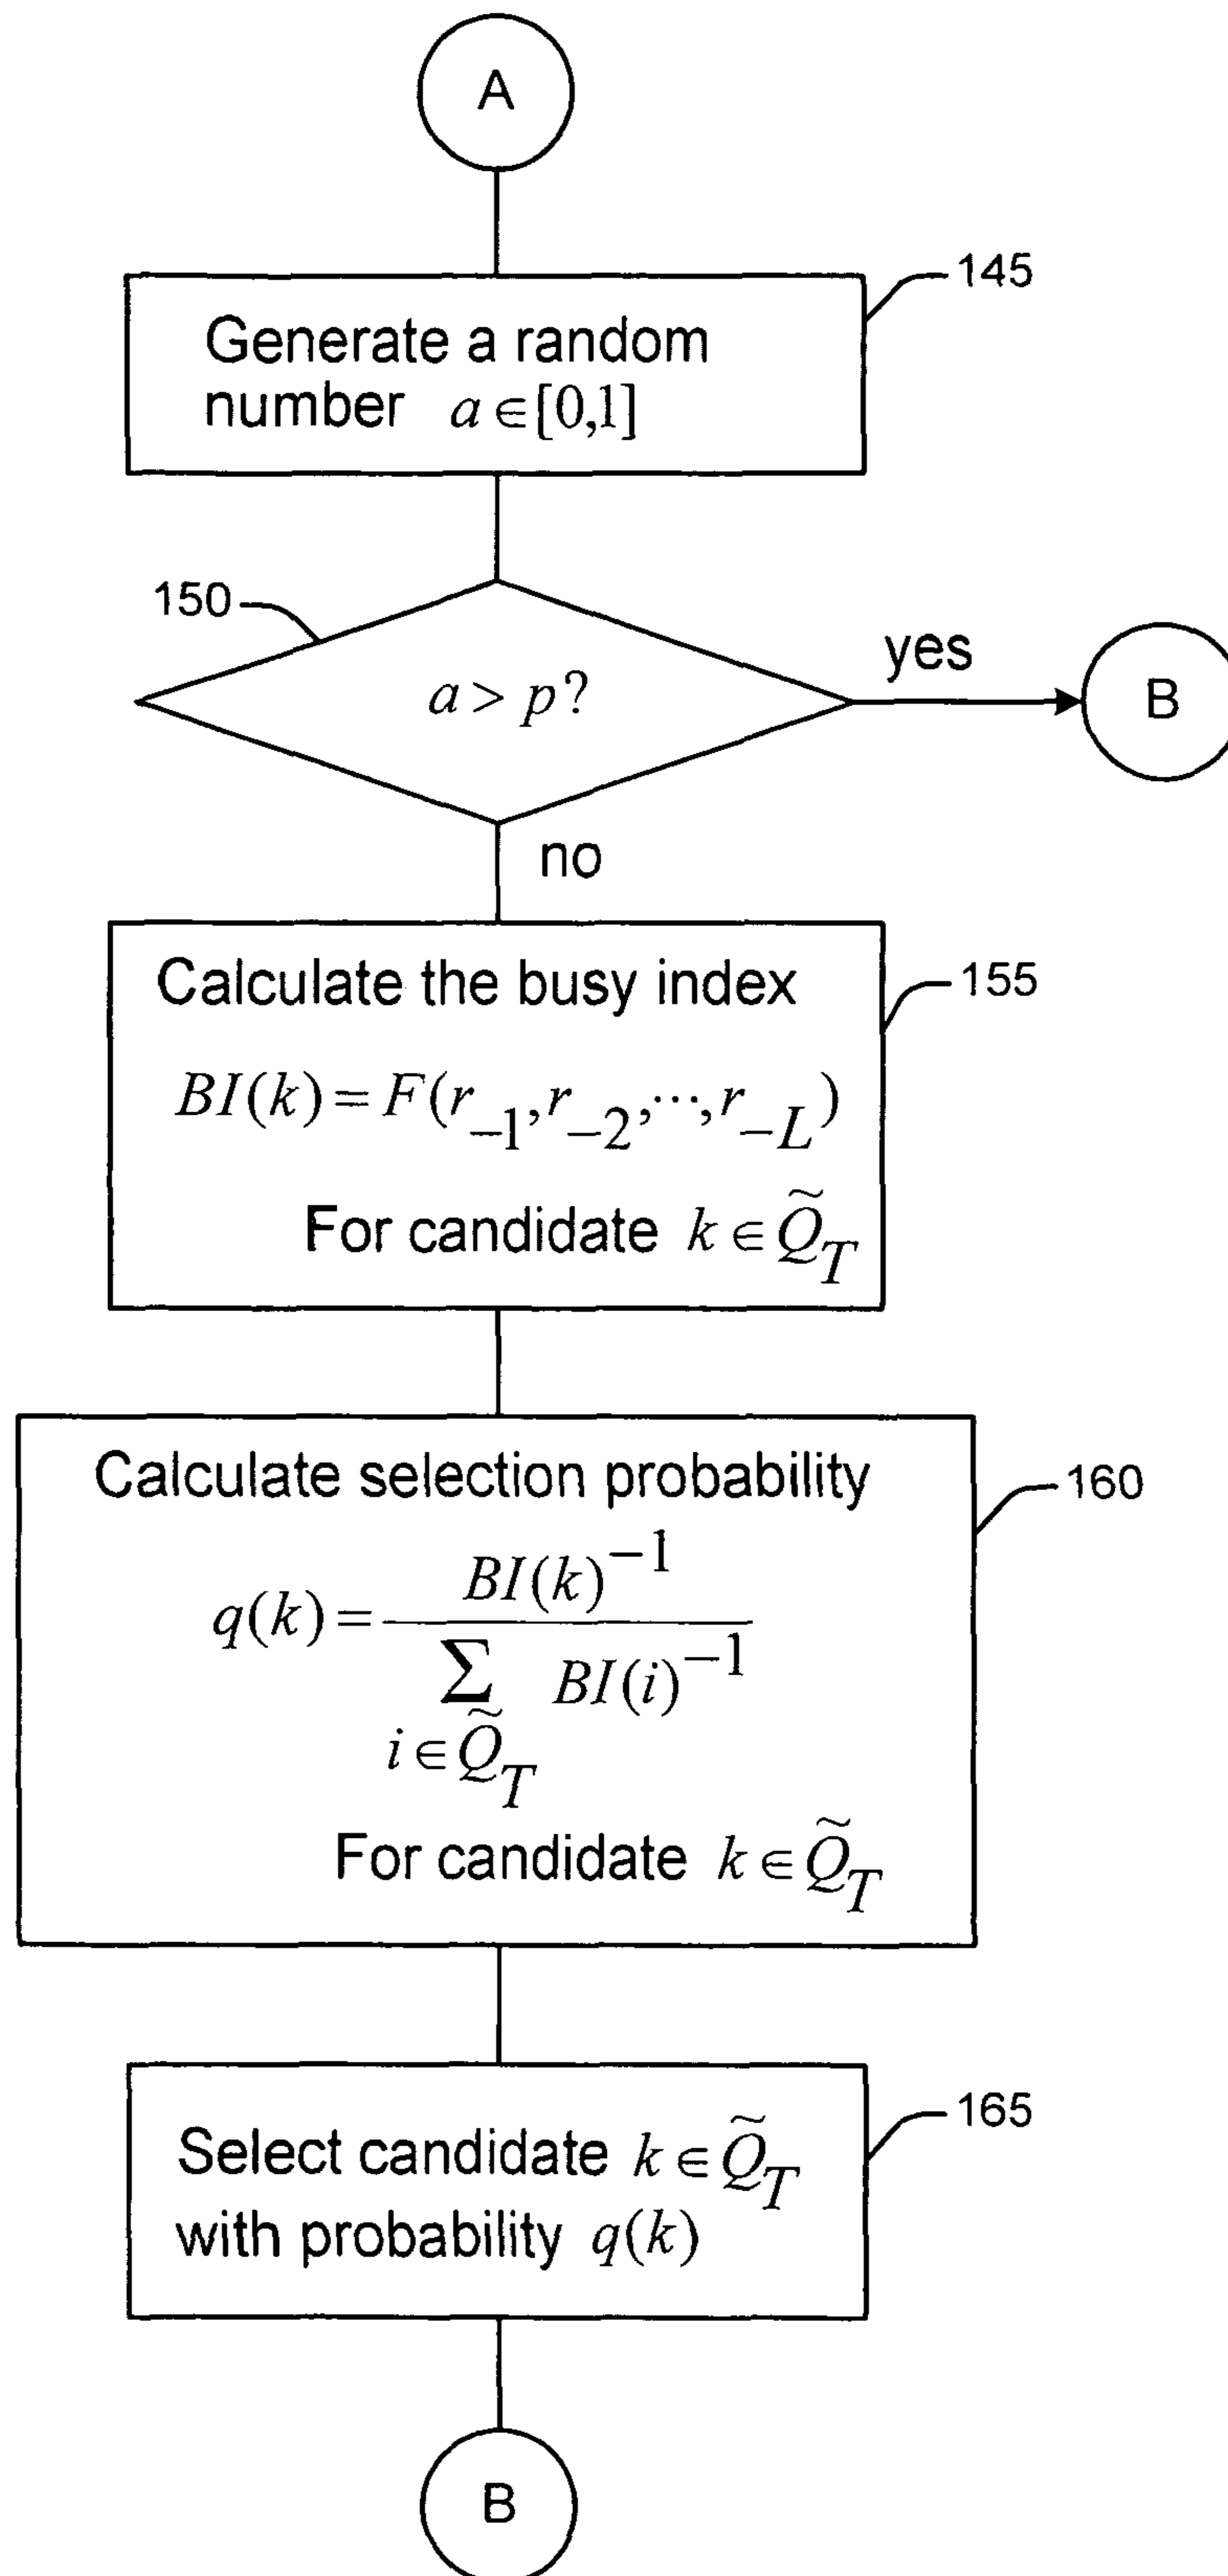 A
145
Generate a random
number a ∈ [0,1]
150
a > p?
yes
B
no
155
Calculate the busy index
BI(k) = F(r_{-1}, r_{-2}, ⋯, r_{-L})
For candidate k ∈ Q̃_T
160
Calculate selection probability
q(k) = BI(k)^{-1} / ∑_{i ∈ Q̃_T} BI(i)^{-1}
For candidate k ∈ Q̃_T
165
Select candidate k ∈ Q̃_T
with probability q(k)
B